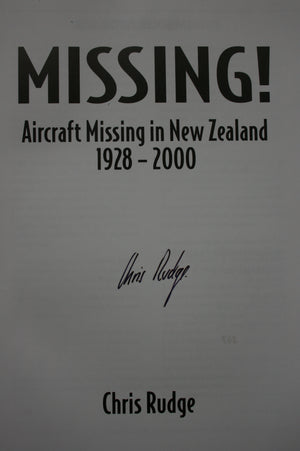 MISSING!
Aircraft Missing in New Zealand
1928 – 2000
Chris Rudge
Chris Rudge